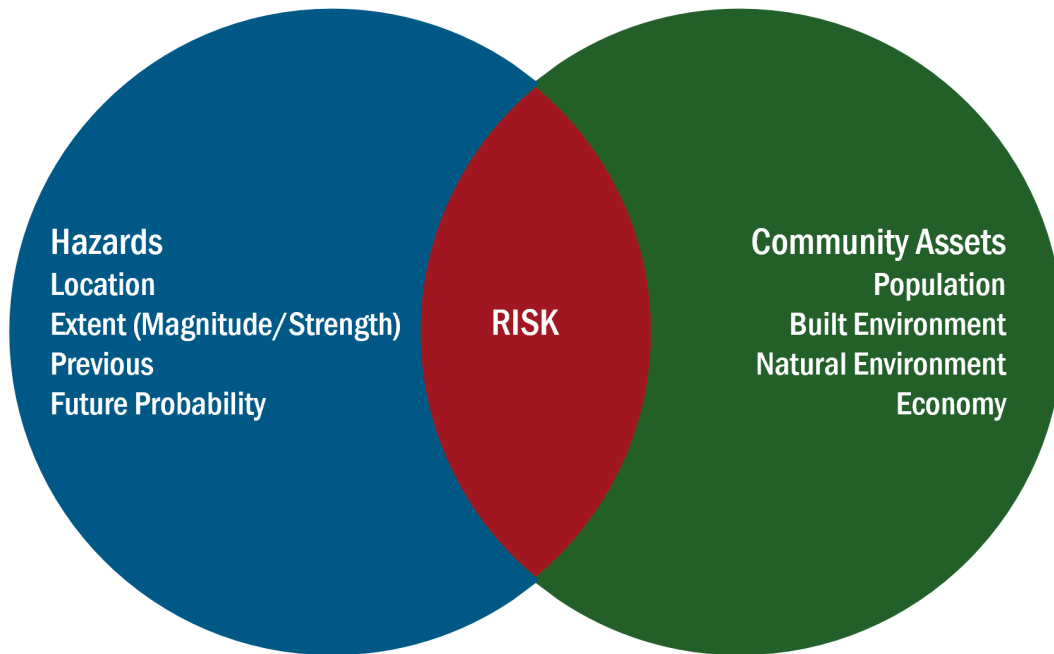 Hazards
Location
Extent (Magnitude/Strength)
Previous
Future Probability
RISK
Community Assets
Population
Built Environment
Natural Environment
Economy